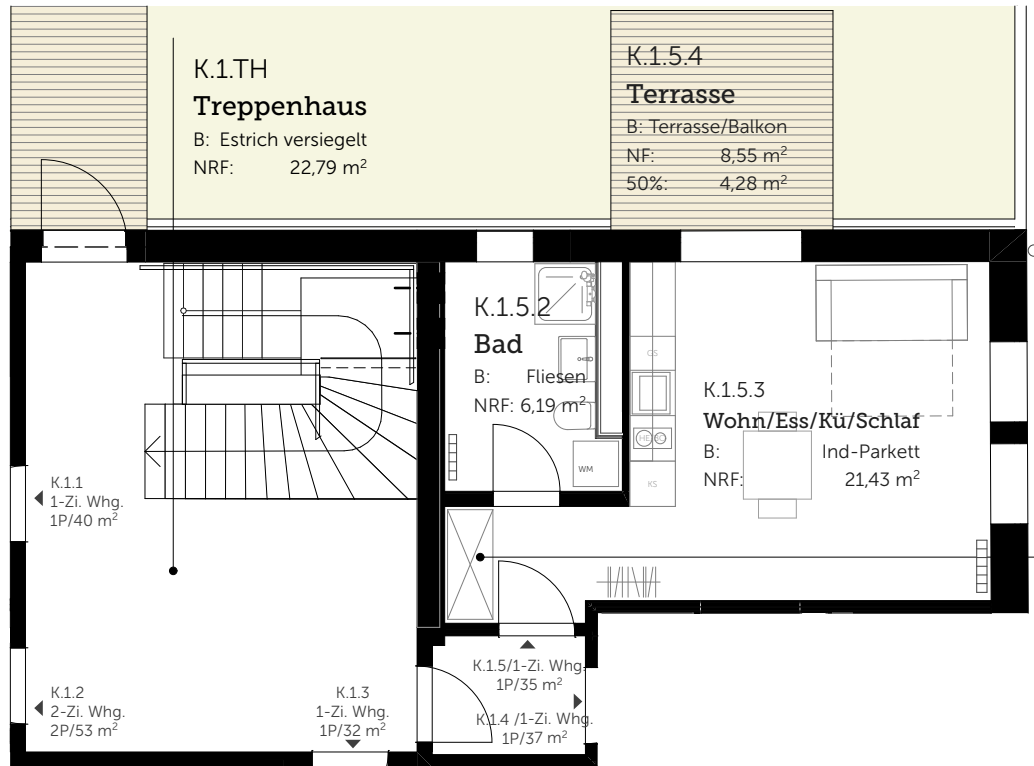 K.1.TH
Treppenhaus
B: Estrich versiegelt
NRF: 22,79 m²
K.1.5.4
Terrasse
B: Terrasse/Balkon
NF: 8,55 m²
50%: 4,28 m²
K.1.5.2
Bad
B: Fliesen
NRF: 6,19 m²
WM
GS
KS
K.1.5.3
Wohn/Ess/Kü/Schlaf
B: Ind-Parkett
NRF: 21,43 m²
K.1.1
1-Zi. Whg.
1P/40 m²
K.1.2
2-Zi. Whg.
2P/53 m²
K.1.3
1-Zi. Whg.
1P/32 m²
K.1.5/1-Zi. Whg.
1P/35 m²
K.1.4 /1-Zi. Whg.
1P/37 m²